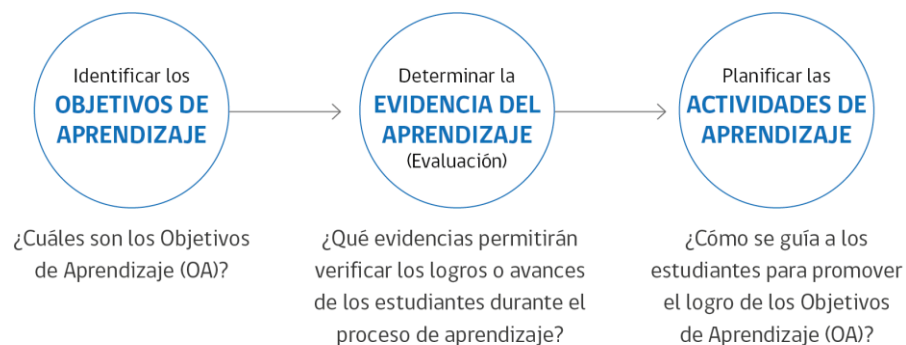 Identificar los
OBJETIVOS DE
APRENDIZAJE
Determinar la
EVIDENCIA DEL
APRENDIZAJE
(Evaluación)
Planificar las
ACTIVIDADES DE
APRENDIZAJE
¿Cuáles son los Objetivos
de Aprendizaje (OA)?
¿Qué evidencias permitirán
verificar los logros o avances
de los estudiantes durante el
proceso de aprendizaje?
¿Cómo se guía a los
estudiantes para promover
el logro de los Objetivos
de Aprendizaje (OA)?